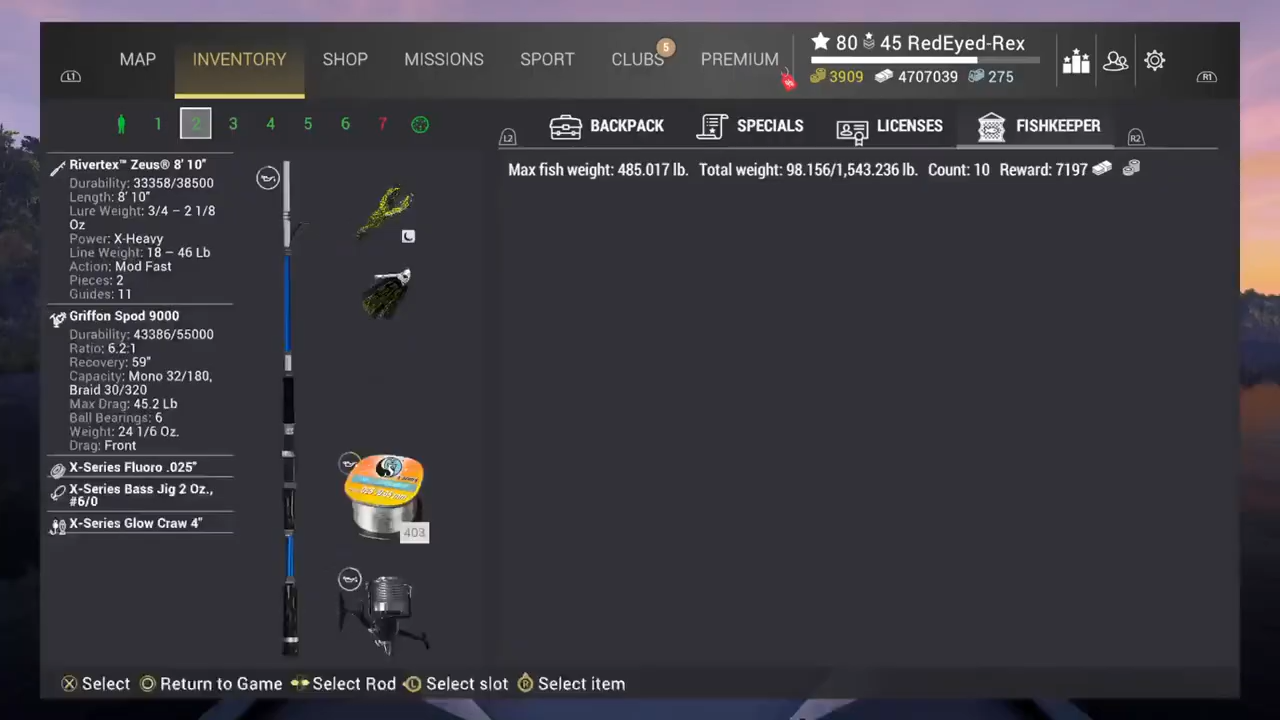 L1
MAP
INVENTORY
SHOP
MISSIONS
SPORT
CLUBS
5
PREMIUM
80 45 RedEyed-Rex
3909 4707039 275
R1
1 2 3 4 5 6 7
L2
BACKPACK
SPECIALS
LICENSES
FISHKEEPER
R2
Max fish weight: 485.017 lb. Total weight: 98.156/1,543.236 lb. Count: 10 Reward: 7197
Rivertex™ Zeus® 8' 10"
Durability: 33358/38500
Length: 8' 10"
Lure Weight: 3/4 – 2 1/8
Oz
Power: X-Heavy
Line Weight: 18 – 46 Lb
Action: Mod Fast
Pieces: 2
Guides: 11
Griffon Spod 9000
Durability: 43386/55000
Ratio: 6.2:1
Recovery: 59"
Capacity: Mono 32/180,
Braid 30/320
Max Drag: 45.2 Lb
Ball Bearings: 6
Weight: 24 1/6 Oz.
Drag: Front
X-Series Fluoro .025"
X-Series Bass Jig 2 Oz.,
#6/0
X-Series Glow Craw 4"
403
Select
Return to Game
Select Rod
L Select slot
R Select item